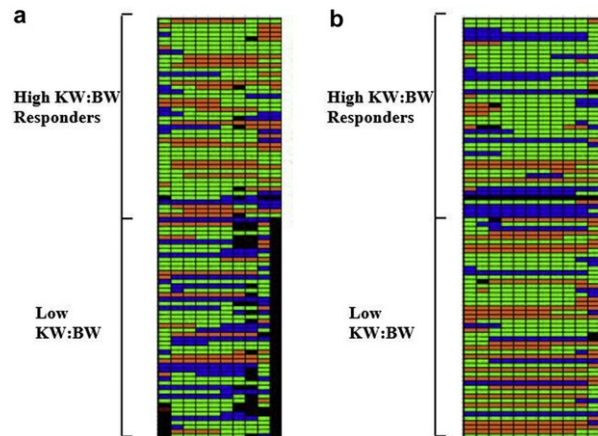 a
High KW:BW
Responders
Low
KW:BW
b
High KW:BW
Responders
Low
KW:BW